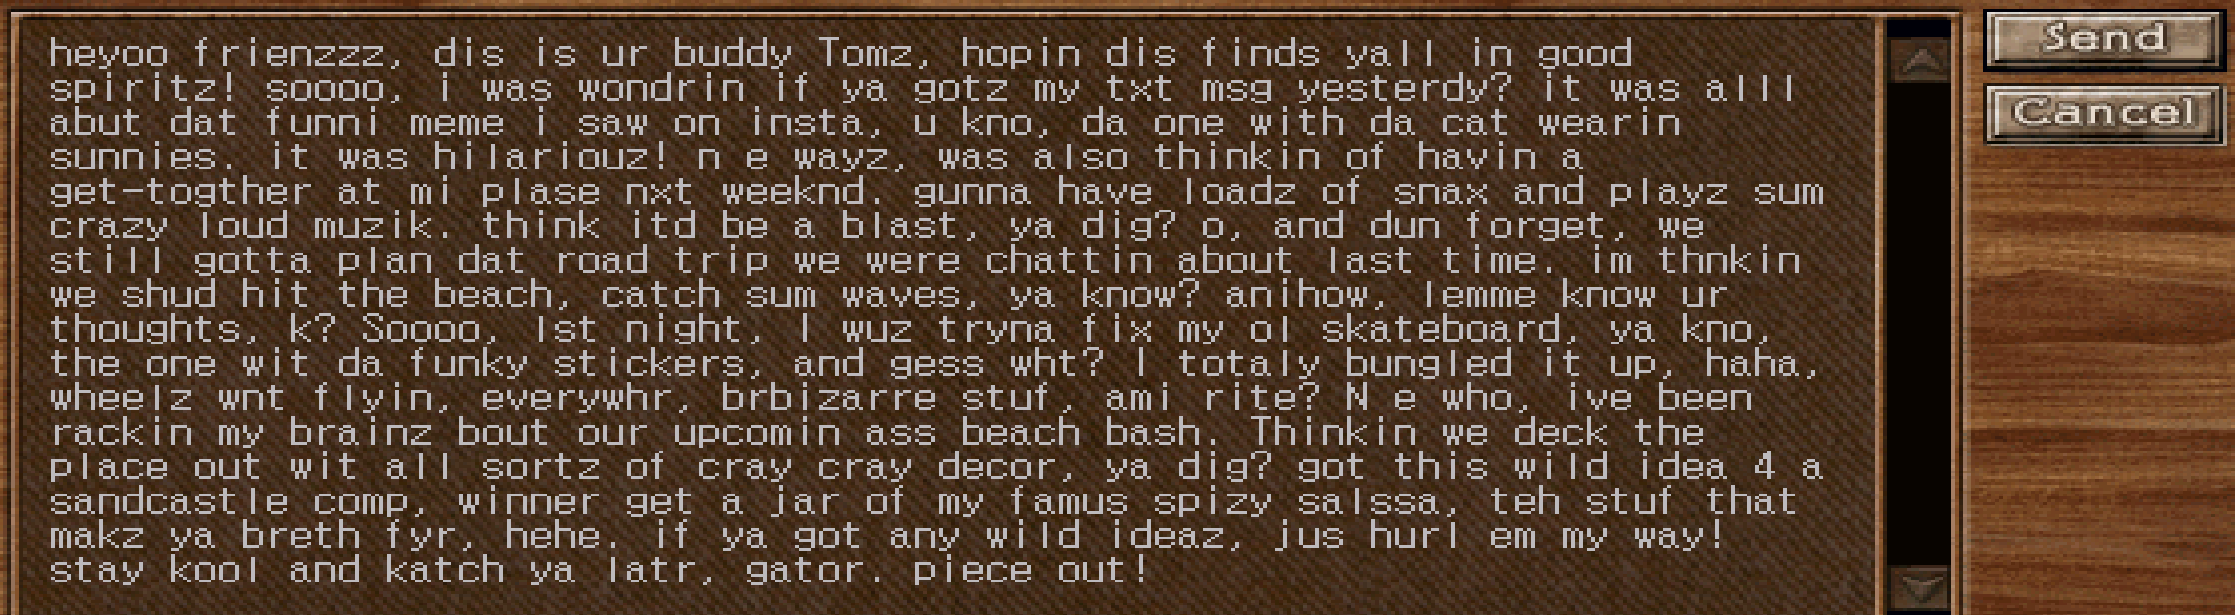 heyoo frienzzz, dis is ur buddy Tomz, hopin dis finds yall in good
spiritz! soooo, i was wondrin if ya gotz my txt msg yesterdy? it was alll
abut dat funni meme i saw on insta, u kno, da one with da cat wearin
sunnies. it was hilariouz! n e wayz, was also thinkin of havin a
get-togther at mi plase nxt weeknd. gunna have loadz of snax and playz sum
crazy loud muzik. think itd be a blast, ya dig? o, and dun forget, we
still gotta plan dat road trip we were chattin about last time. im thnkin
we shud hit the beach, catch sum waves, ya know? anihow, lemme know ur
thoughts, k? Soooo, lst night, I wuz tryna fix my ol skateboard, ya kno,
the one wit da funky stickers, and gess wht? I totaly bungled it up, haha,
wheelz wnt flyin, everywhr, brbizarre stuf, ami rite? N e who, ive been
rackin my brainz bout our upcomin ass beach bash. Thinkin we deck the
place out wit all sortz of cray cray decor, ya dig? got this wild idea 4 a
sandcastle comp, winner get a jar of my famus spizy salssa, teh stuf that
makz ya breth fyr, hehe. if ya got any wild ideaz, jus hurl em my way!
stay kool and katch ya latr, gator. piece out!
Send
Cancel